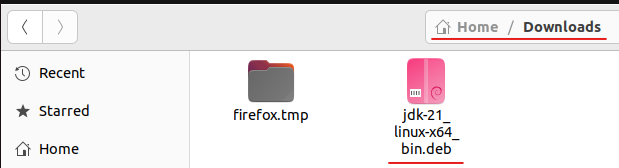 Home / Downloads
Recent
Starred
Home
firefox.tmp
jdk-21_
linux-x64_
bin.deb